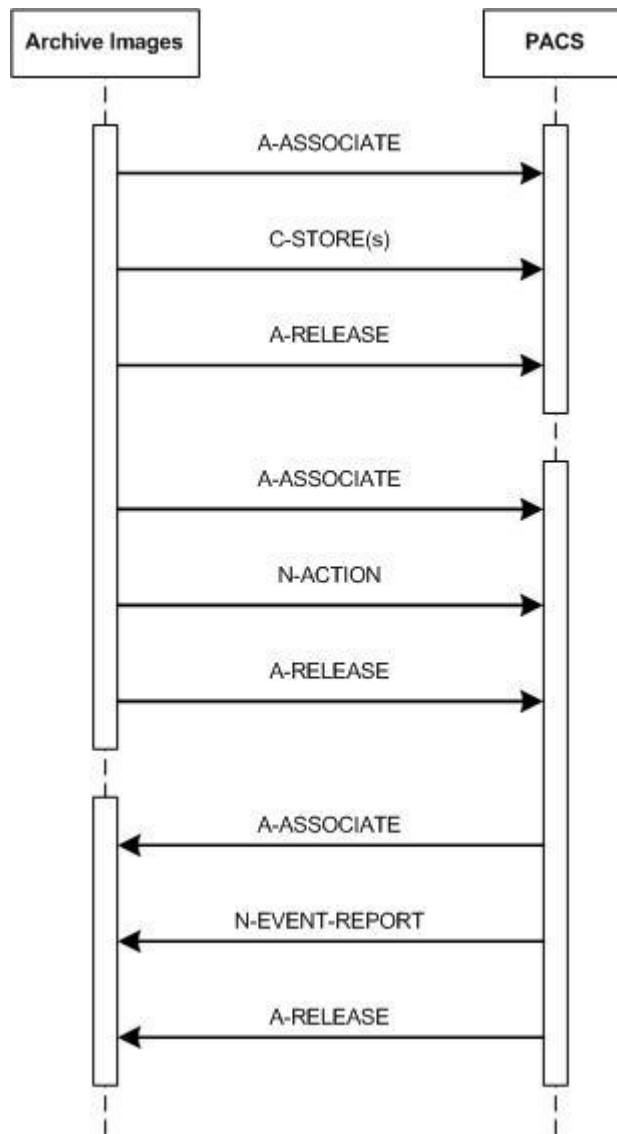 Archive Images
PACS
A-ASSOCIATE
C-STORE(s)
A-RELEASE
A-ASSOCIATE
N-ACTION
A-RELEASE
A-ASSOCIATE
N-EVENT-REPORT
A-RELEASE